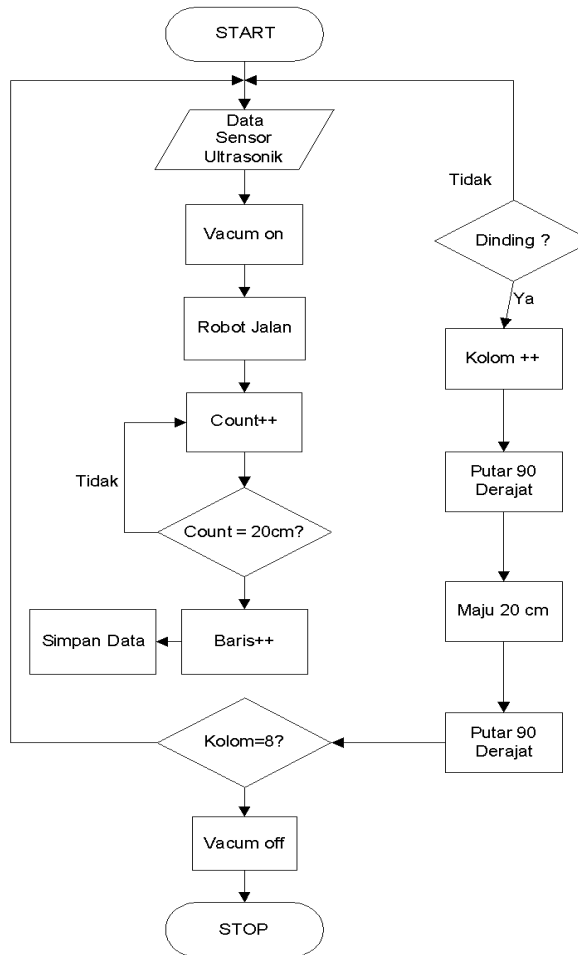 START
Data
Sensor
Ultrasonik
Vacum on
Robot Jalan
Count++
Tidak
Count = 20cm?
Baris++
Simpan Data
Tidak
Dinding ?
Ya
Kolom ++
Putar 90
Derajat
Maju 20 cm
Putar 90
Derajat
Kolom=8?
Vacum off
STOP